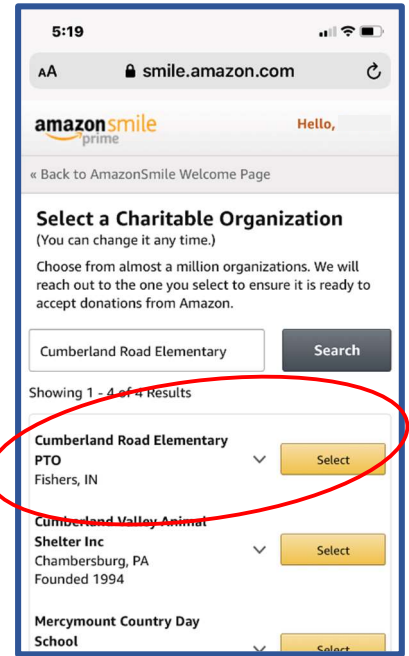 5:19
AA smile.amazon.com
amazonsmile
prime
Hello,
« Back to AmazonSmile Welcome Page
Select a Charitable Organization
(You can change it any time.)
Choose from almost a million organizations. We will
reach out to the one you select to ensure it is ready to
accept donations from Amazon.
Cumberland Road Elementary Search
Showing 1 - 4 of 4 Results
Cumberland Road Elementary
PTO
Fishers, IN
Select
Cumberland Valley Animal
Shelter Inc
Chambersburg, PA
Founded 1994
Select
Mercymount Country Day
School
Select